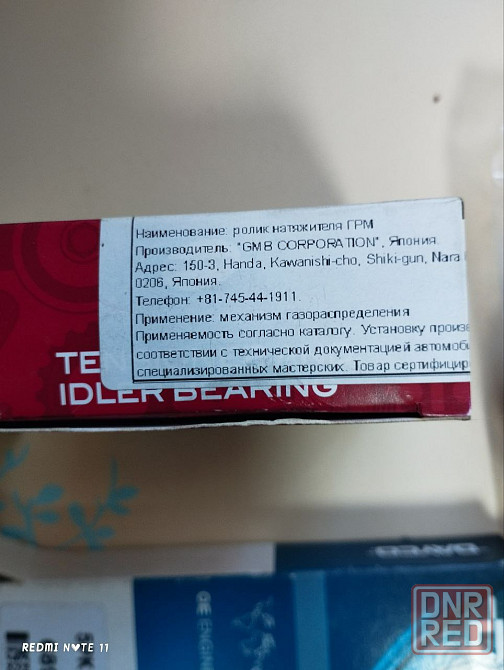 Наименование: ролик натяжителя ГРМ
Производитель: "GMB CORPORATION", Япония.
Адрес: 150-3, Handa, Kawanishi-cho, Shiki-gun, Nara
0206, Япония.
Телефон: +81-745-44-1911.
Применение: механизм газораспределения
Применяемость согласно каталогу. Установку произв
соответствии с технической документацией автомоб
специализированных мастерских. Товар сертифицир
TE
IDLER BEARING
DAYCO
DNR
RED
REDMI NOTE 11